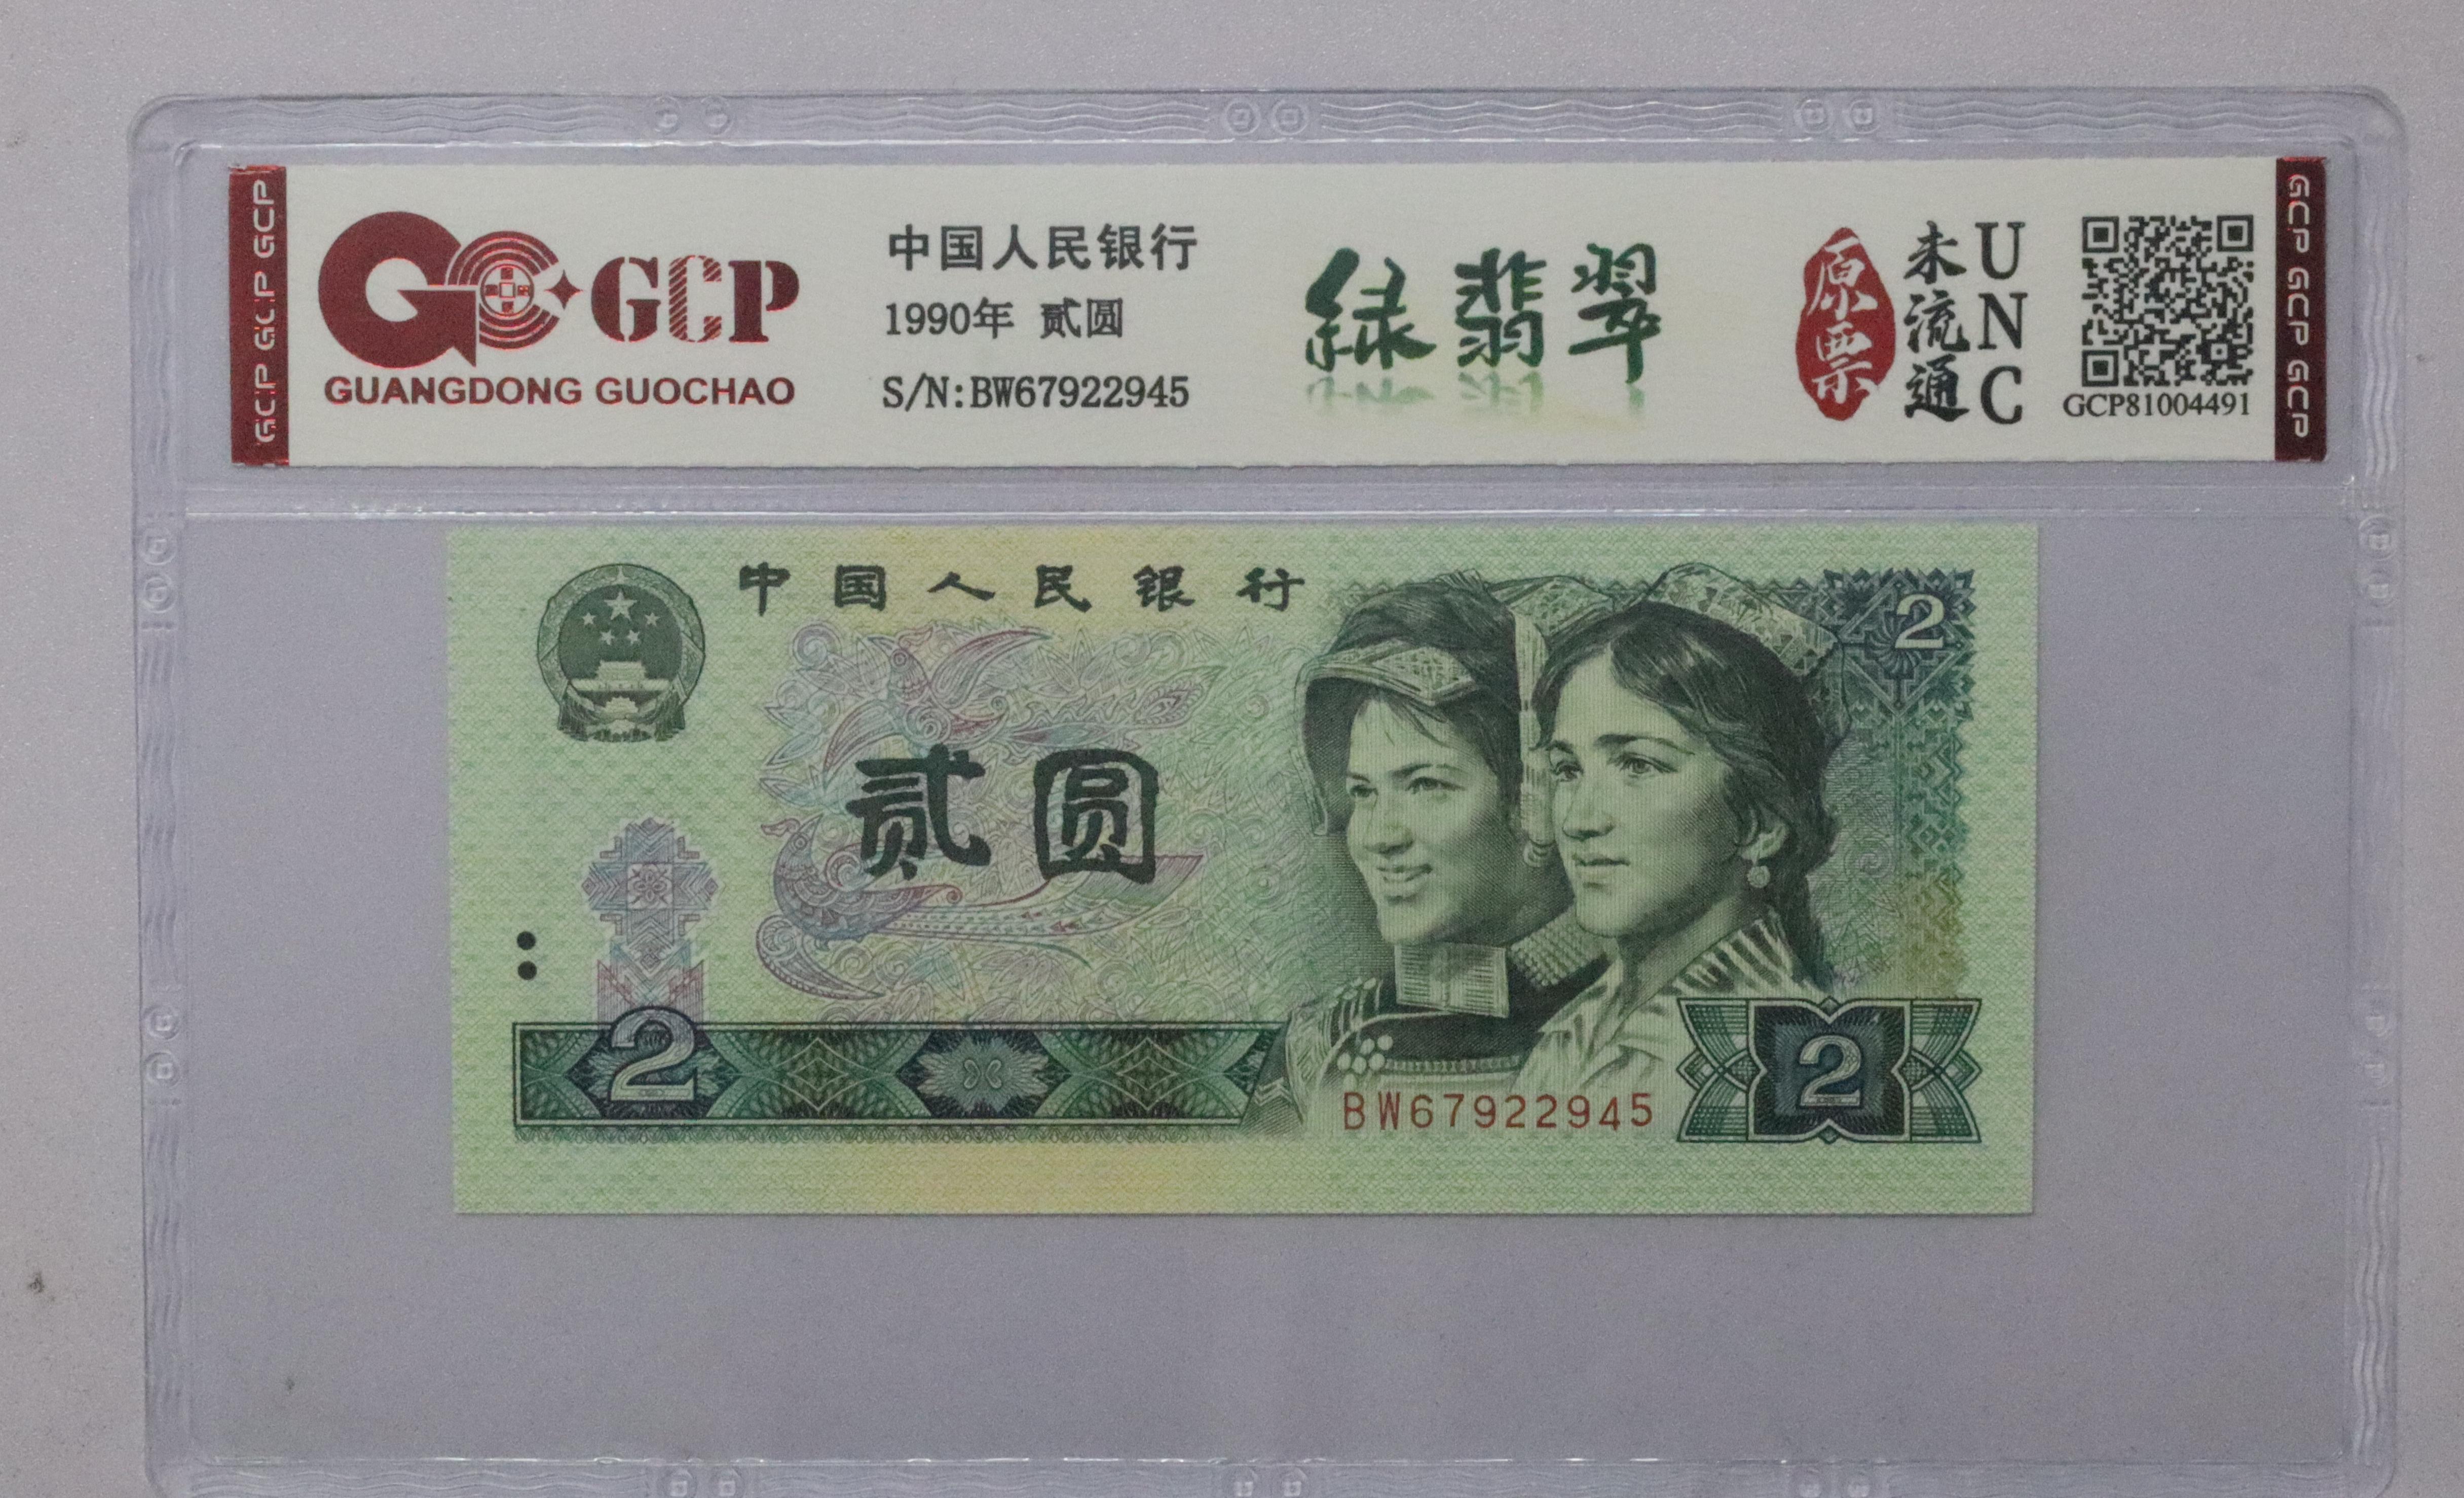 GCP GCP GCP GCP
GCP
GUANGDONG GUOCHAO
中国人民银行
1990年 贰圆
S/N:BW67922945
绿翡翠
原票
未流通
UNC
GCP81004491
GCP GCP GCP GCP
中国人民银行
2
贰圆
2
BW67922945
2